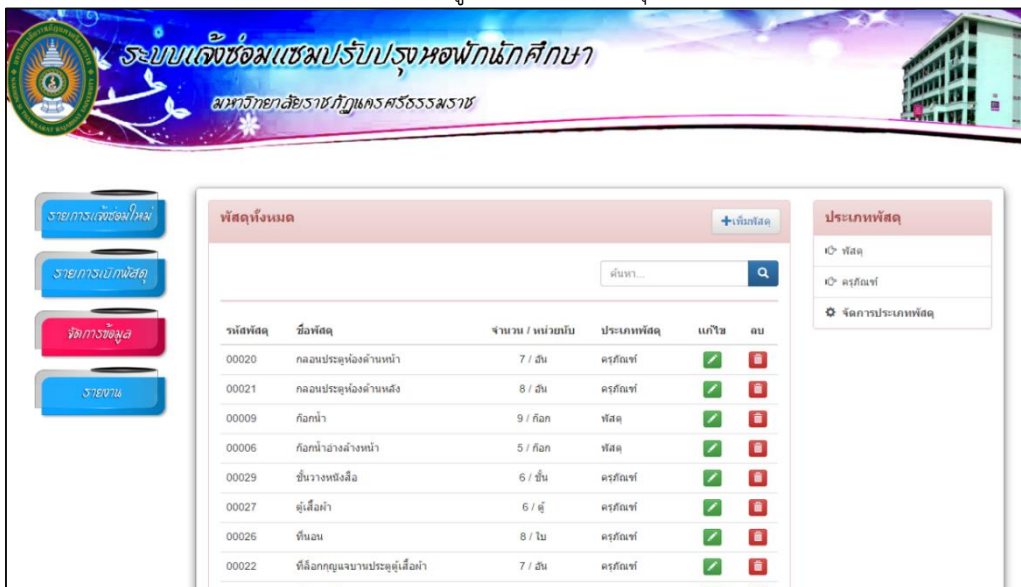 ระบบแจ้งซ่อมแซมปรับปรุงหอพักนักศึกษา
มหาวิทยาลัยราชภัฏนครศรีธรรมราช
รายการแจ้งซ่อมใหม่
รายการเบิกพัสดุ
จัดการข้อมูล
รายงาน
พัสดุทั้งหมด
เพิ่มพัสดุ
ค้นหา...
รหัสพัสดุ ชื่อพัสดุ จำนวน / หน่วยนับ ประเภทพัสดุ แก้ไข ลบ
00020 กลอนประตูห้องด้านหน้า 7 / อัน ครุภัณฑ์
00021 กลอนประตูห้องด้านหลัง 8 / อัน ครุภัณฑ์
00009 ก๊อกน้ำ 9 / ก๊อก พัสดุ
00006 ก๊อกน้ำอ่างล้างหน้า 5 / ก๊อก พัสดุ
00029 ชั้นวางหนังสือ 6 / ชั้น ครุภัณฑ์
00027 ตู้เสื้อผ้า 6 / ตู้ ครุภัณฑ์
00026 ที่นอน 8 / ใบ ครุภัณฑ์
00022 ที่ล็อกกุญแจบานประตูตู้เสื้อผ้า 7 / อัน ครุภัณฑ์
ประเภทพัสดุ
พัสดุ
ครุภัณฑ์
จัดการประเภทพัสดุ